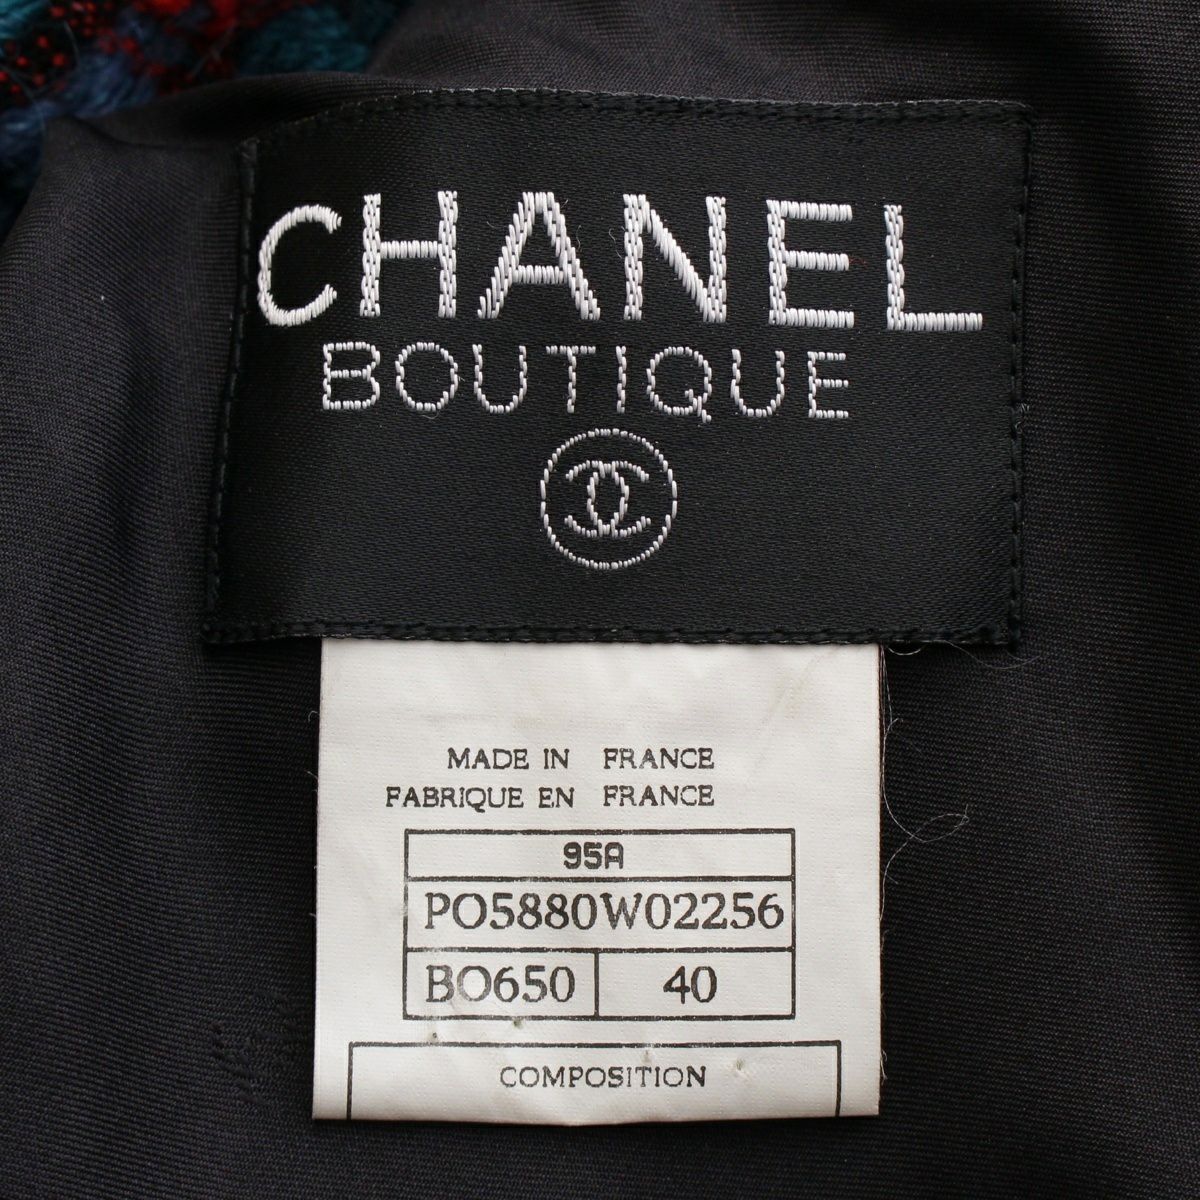 CHANEL
BOUTIQUE
MADE IN FRANCE
FABRIQUE EN FRANCE
95A
PO5880W02256
BO650 40
COMPOSITION